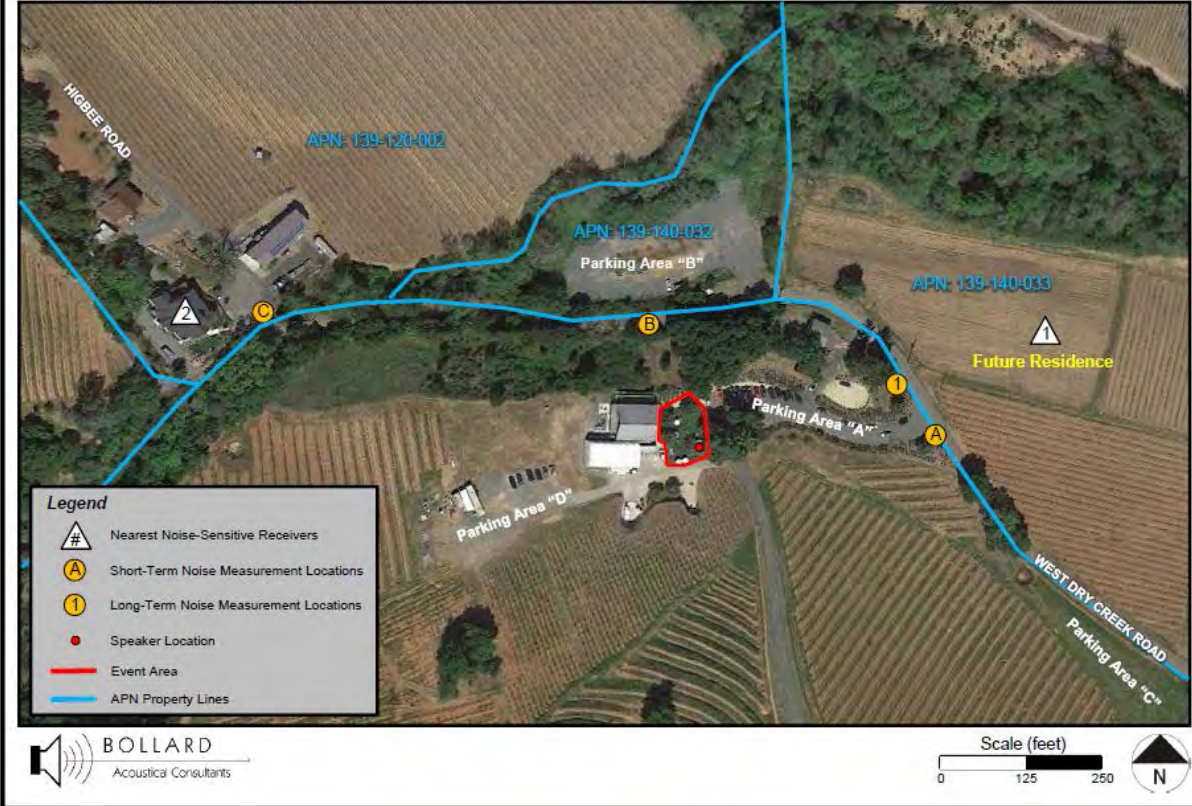 HIGBEE ROAD
APN: 139-120-002
APN: 139-140-032
Parking Area "B"
APN: 139-140-033
2
C
B
1
Future Residence
1
Parking Area "A"
A
Parking Area "D"
WEST DRY CREEK ROAD
Parking Area "C"
Legend
# Nearest Noise-Sensitive Receivers
A Short-Term Noise Measurement Locations
1 Long-Term Noise Measurement Locations
Speaker Location
Event Area
APN Property Lines
BOLLARD
Acoustical Consultants
Scale (feet)
0 125 250
N